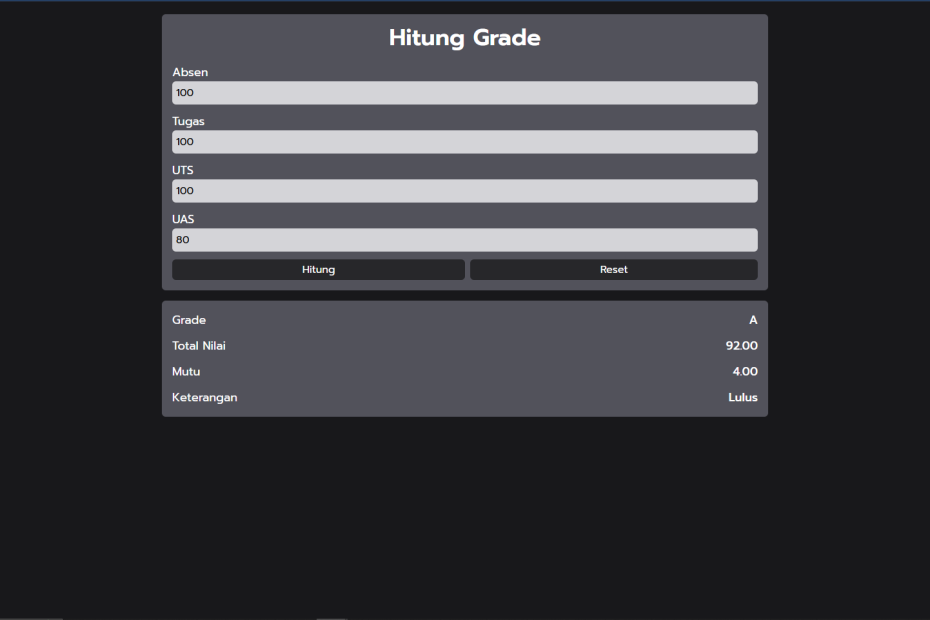 Hitung Grade
Absen
100
Tugas
100
UTS
100
UAS
80
Hitung Reset
Grade A
Total Nilai 92.00
Mutu 4.00
Keterangan Lulus